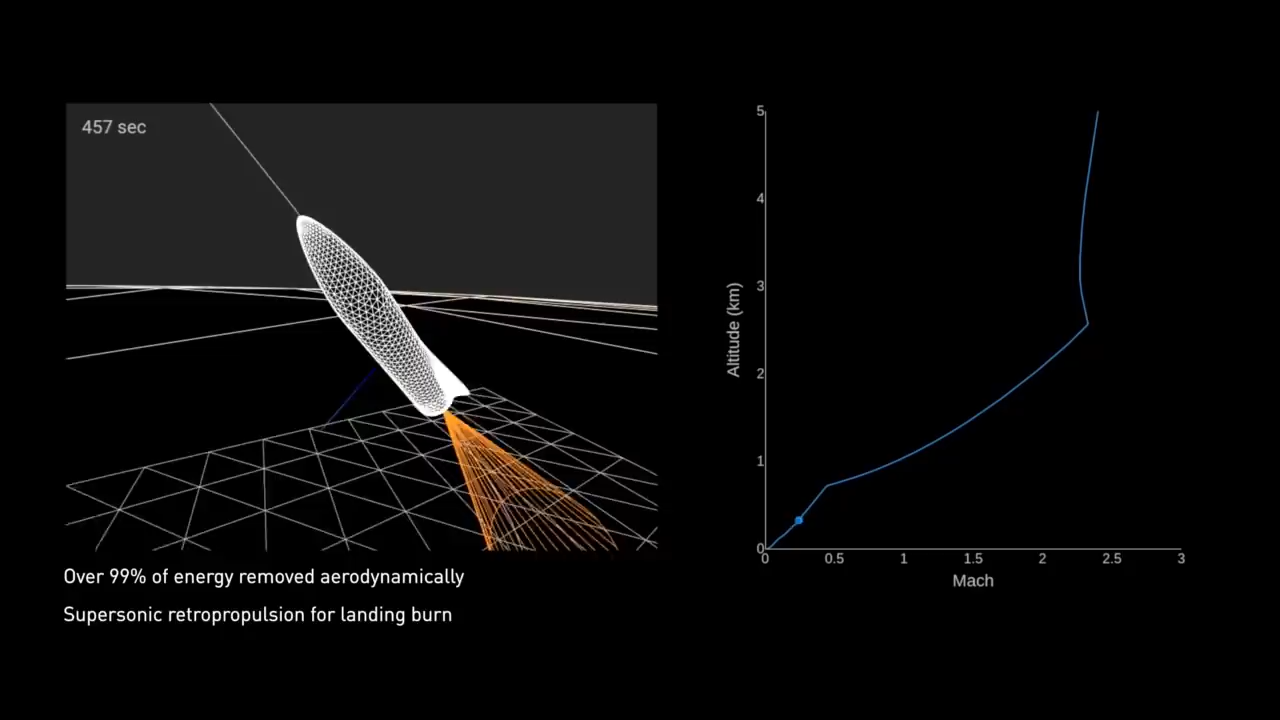 457 sec
Over 99% of energy removed aerodynamically
Supersonic retropropulsion for landing burn
Altitude (km)
5
4
3
2
1
0
0 0.5 1 1.5 2 2.5 3
Mach